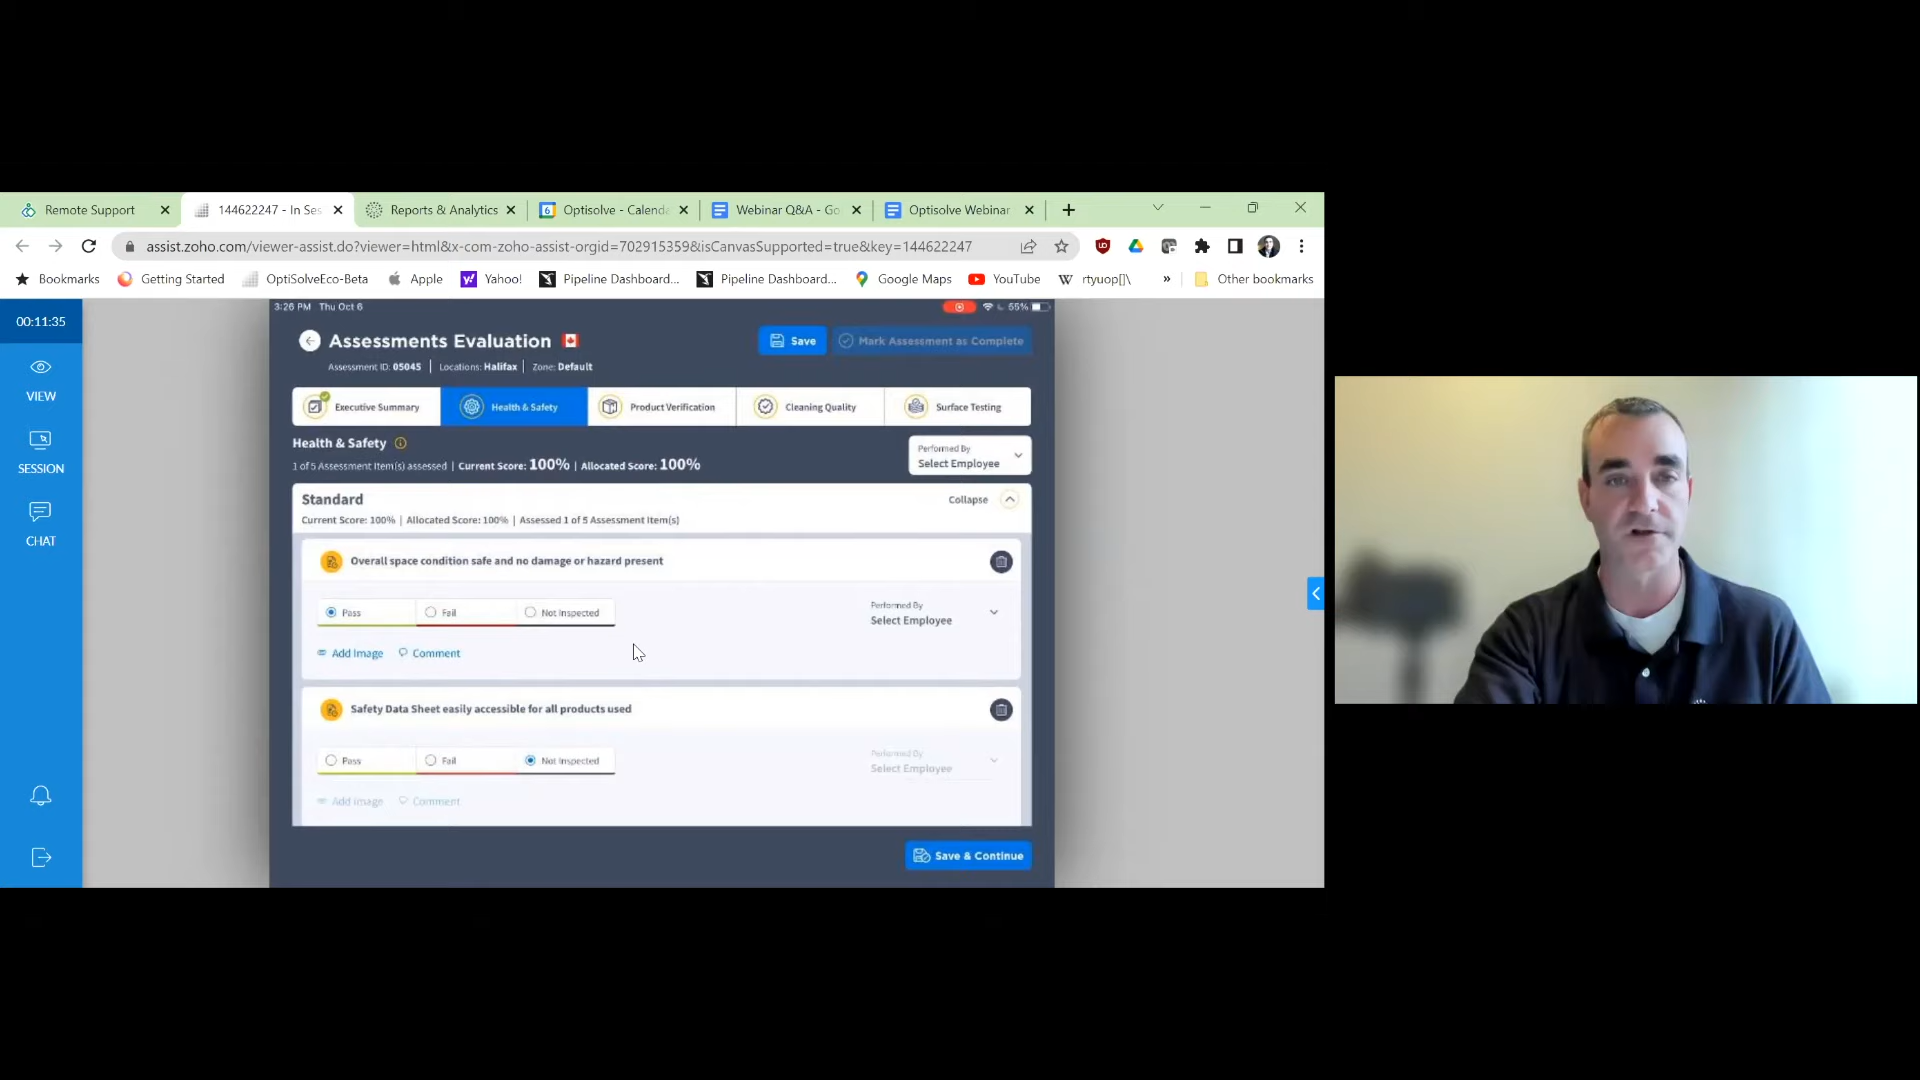 Remote Support
144622247 - In Ses
Reports & Analytics
6
Optisolve - Calenda
Webinar Q&A - Go
Optisolve Webinar
assist.zoho.com/viewer-assist.do?viewer=html&x-com-zoho-assist-orgid=702915359&isCanvasSupported=true&key=144622247
Bookmarks
Getting Started
OptiSolveEco-Beta
Apple
Yahoo!
Pipeline Dashboard...
Pipeline Dashboard...
Google Maps
YouTube
W rtyuop[]\
»
Other bookmarks
00:11:35
VIEW
SESSION
CHAT
3:26 PM Thu Oct 6
55%
Assessments Evaluation
Save
Mark Assessment as Complete
Assessment ID: 05045 | Locations: Halifax | Zone: Default
Executive Summary
Health & Safety
Product Verification
Cleaning Quality
Surface Testing
Health & Safety
1 of 5 Assessment Item(s) assessed | Current Score: 100% | Allocated Score: 100%
Performed By
Select Employee
Standard
Collapse
Current Score: 100% | Allocated Score: 100% | Assessed 1 of 5 Assessment Item(s)
Overall space condition safe and no damage or hazard present
Pass
Fail
Not Inspected
Performed By
Select Employee
Add Image
Comment
Safety Data Sheet easily accessible for all products used
Pass
Fail
Not Inspected
Performed By
Select Employee
Add Image
Comment
Save & Continue